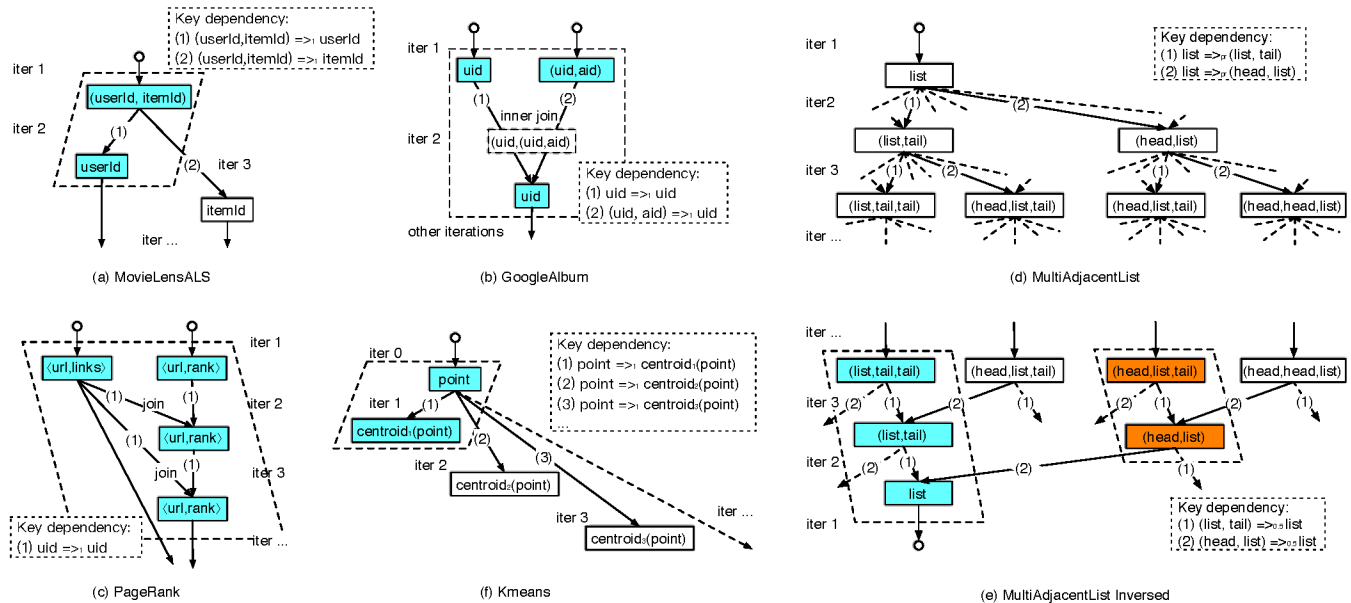 Key dependency:
(1) (userId,itemId) =>₁ userId
(2) (userId,itemId) =>₁ itemId
iter 1
(userId, itemId)
iter 2
(1)
(2)
iter 3
userId
itemId
iter ...
(a) MovieLensALS
iter 1
uid
(uid,aid)
(1)
(2)
inner join
iter 2
(uid,(uid,aid)
Key dependency:
(1) uid =>₁ uid
(2) (uid, aid) =>₁ uid
uid
other iterations
(b) GoogleAlbum
iter 1
Key dependency:
(1) list => (list, tail)
(2) list => (head, list)
list
iter2
(1)
(2)
(list,tail)
(head,list)
iter 3
(1)
(2)
(1)
(2)
(list,tail,tail)
(head,list,tail)
(head,list,tail)
(head,head,list)
iter ...
(d) MultiAdjacentList
iter 1
⟨url,links⟩
⟨url,rank⟩
(1)
join
(1)
iter 2
⟨url,rank⟩
(1)
join
(1)
iter 3
⟨url,rank⟩
Key dependency:
(1) uid =>₁ uid
iter ...
(c) PageRank
iter 0
point
Key dependency:
(1) point =>₁ centroid₁(point)
(2) point =>₁ centroid₂(point)
(3) point =>₁ centroid₃(point)
...
iter 1
(1)
centroid₁(point)
(2)
(3)
iter 2
centroid₂(point)
iter 3
iter ...
centroid₃(point)
(f) Kmeans
iter ...
(list,tail,tail)
(head,list,tail)
(head,list,tail)
(head,head,list)
iter 3
(2)
(1)
(2)
(1)
(2)
(1)
(2)
(1)
(list,tail)
(head,list)
iter 2
(2)
(1)
(2)
(1)
list
iter 1
Key dependency:
(1) (list, tail) =>₀.₅ list
(2) (head, list) =>₀.₅ list
(e) MultiAdjacentList Inversed